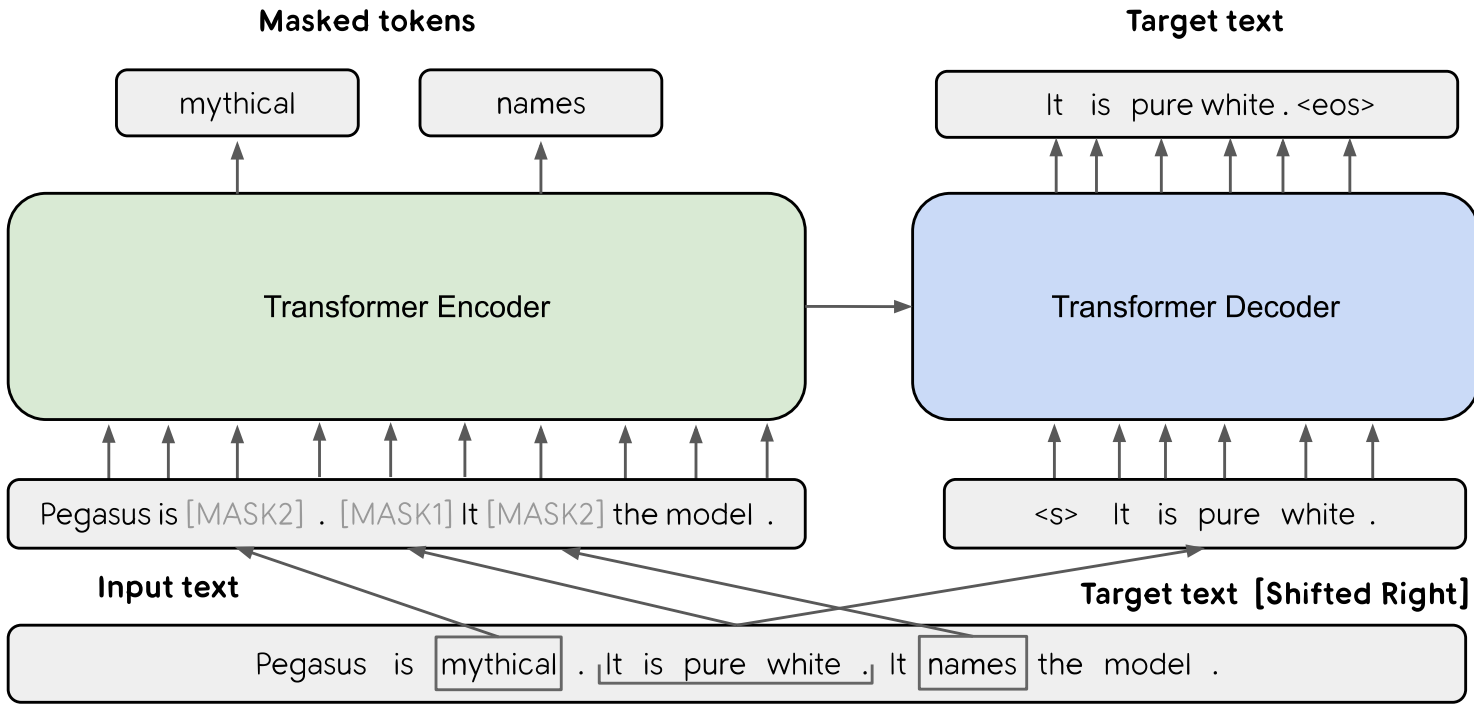 Masked tokens
Target text
mythical
names
It is pure white . <eos>
Transformer Encoder
Transformer Decoder
Pegasus is [MASK2] . [MASK1] It [MASK2] the model .
<s> It is pure white .
Input text
Target text [Shifted Right]
Pegasus is mythical . It is pure white . It names the model .